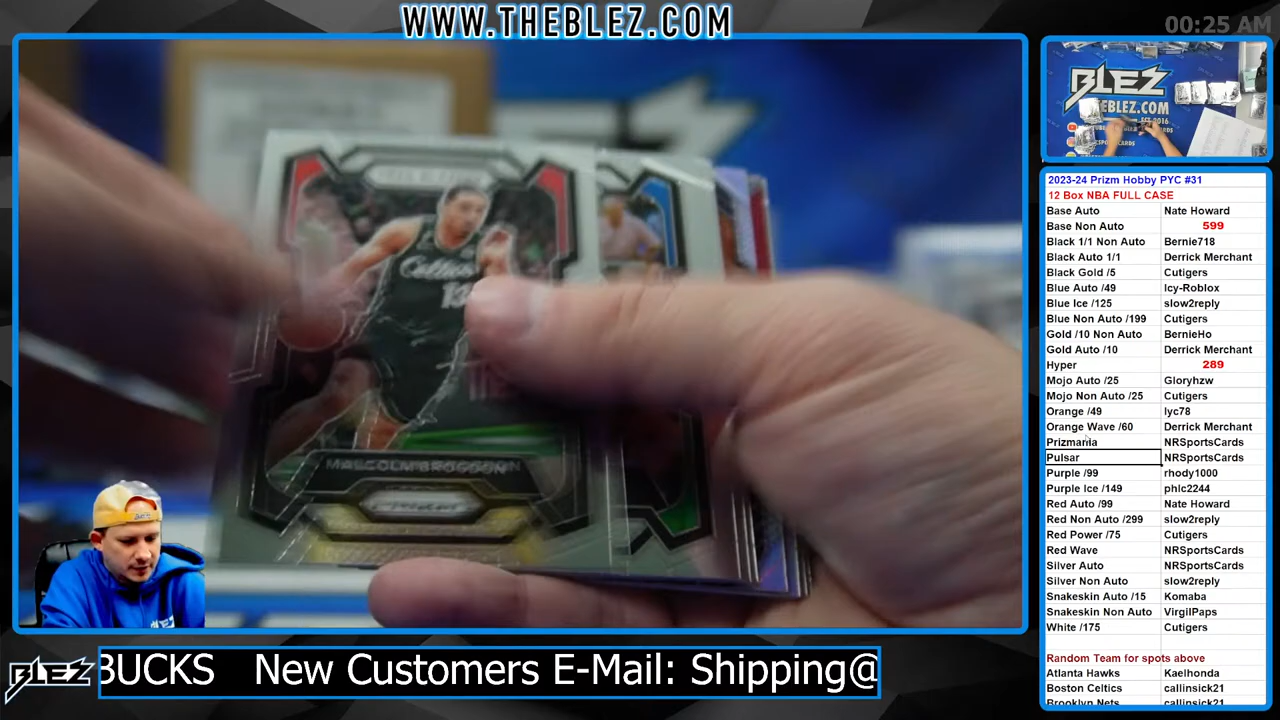 WWW.THEBLEZ.COM
00:25 AM
BLEZ
THEBLEZ.COM
Celtics
13
MALCOLM BROGDON
2023-24 Prizm Hobby PYC #31
12 Box NBA FULL CASE
Base Auto Nate Howard
Base Non Auto 599
Black 1/1 Non Auto Bernie718
Black Auto 1/1 Derrick Merchant
Black Gold /5 Cutigers
Blue Auto /49 Icy-Roblox
Blue Ice /125 slow2reply
Blue Non Auto /199 Cutigers
Gold /10 Non Auto BernieHo
Gold Auto /10 Derrick Merchant
Hyper 289
Mojo Auto /25 Gloryhzw
Mojo Non Auto /25 Cutigers
Orange /49 lyc78
Orange Wave /60 Derrick Merchant
Prizmania NRSportsCards
Pulsar NRSportsCards
Purple /99 rhody1000
Purple Ice /149 phlc2244
Red Auto /99 Nate Howard
Red Non Auto /299 slow2reply
Red Power /75 Cutigers
Red Wave NRSportsCards
Silver Auto NRSportsCards
Silver Non Auto slow2reply
Snakeskin Auto /15 Komaba
Snakeskin Non Auto VirgilPaps
White /175 Cutigers
Random Team for spots above
Atlanta Hawks Kaelhonda
Boston Celtics callinsick21
Brooklyn Nets callinsick21
BLEZ
BUCKS New Customers E-Mail: Shipping@